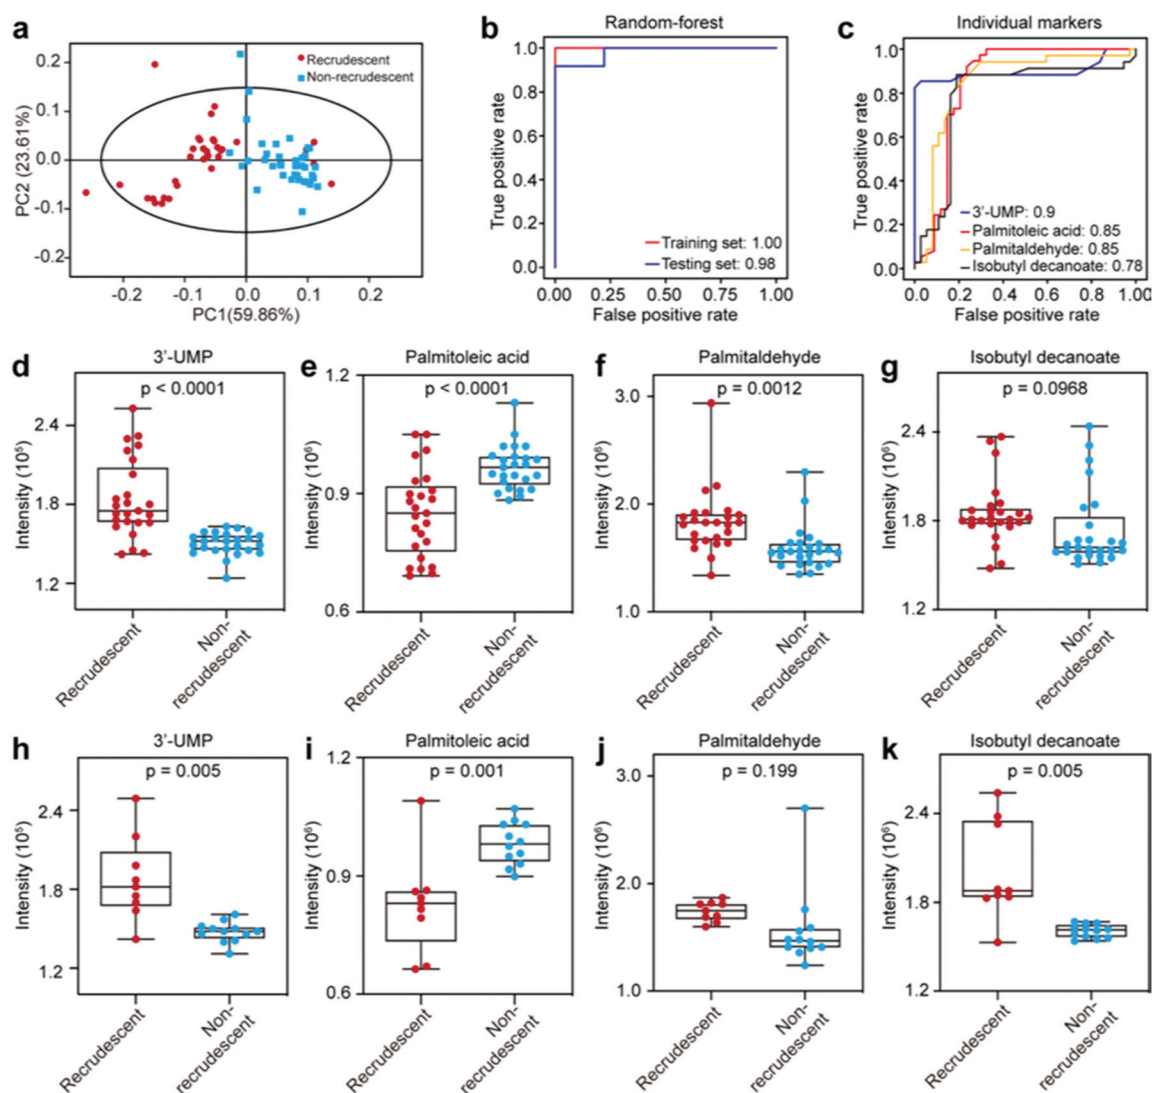 a
Recrudescent
Non-recrudescent
PC2 (23.61%)
0.2
0.1
0.0
-0.1
-0.2
-0.2
-0.1
0.0
0.1
0.2
PC1(59.86%)
b
Random-forest
True positive rate
1.0
0.8
0.6
0.4
0.2
0.0
Training set: 1.00
Testing set: 0.98
0.00
0.25
0.50
0.75
1.00
False positive rate
c
Individual markers
True positive rate
1.0
0.8
0.6
0.4
0.2
0.0
3'-UMP: 0.9
Palmitoleic acid: 0.85
Palmitaldehyde: 0.85
Isobutyl decanoate: 0.78
0.0
0.2
0.4
0.6
0.8
1.00
False positive rate
d
3'-UMP
p < 0.0001
Intensity (10⁵)
2.4
1.8
1.2
Recrudescent
Non-
recrudescent
e
Palmitoleic acid
p < 0.0001
Intensity (10⁶)
1.2
0.9
0.6
Recrudescent
Non-
recrudescent
f
Palmitaldehyde
p = 0.0012
Intensity (10⁶)
3.0
2.0
1.0
Recrudescent
Non-
recrudescent
g
Isobutyl decanoate
p = 0.0968
Intensity (10⁶)
2.4
1.8
1.2
Recrudescent
Non-
recrudescent
h
3'-UMP
p = 0.005
Intensity (10⁵)
2.4
1.8
1.2
Recrudescent
Non-
recrudescent
i
Palmitoleic acid
p = 0.001
Intensity (10⁶)
1.2
0.9
0.6
Recrudescent
Non-
recrudescent
j
Palmitaldehyde
p = 0.199
Intensity (10⁶)
3.0
2.0
1.0
Recrudescent
Non-
recrudescent
k
Isobutyl decanoate
p = 0.005
Intensity (10⁶)
2.4
1.8
1.2
Recrudescent
Non-
recrudescent